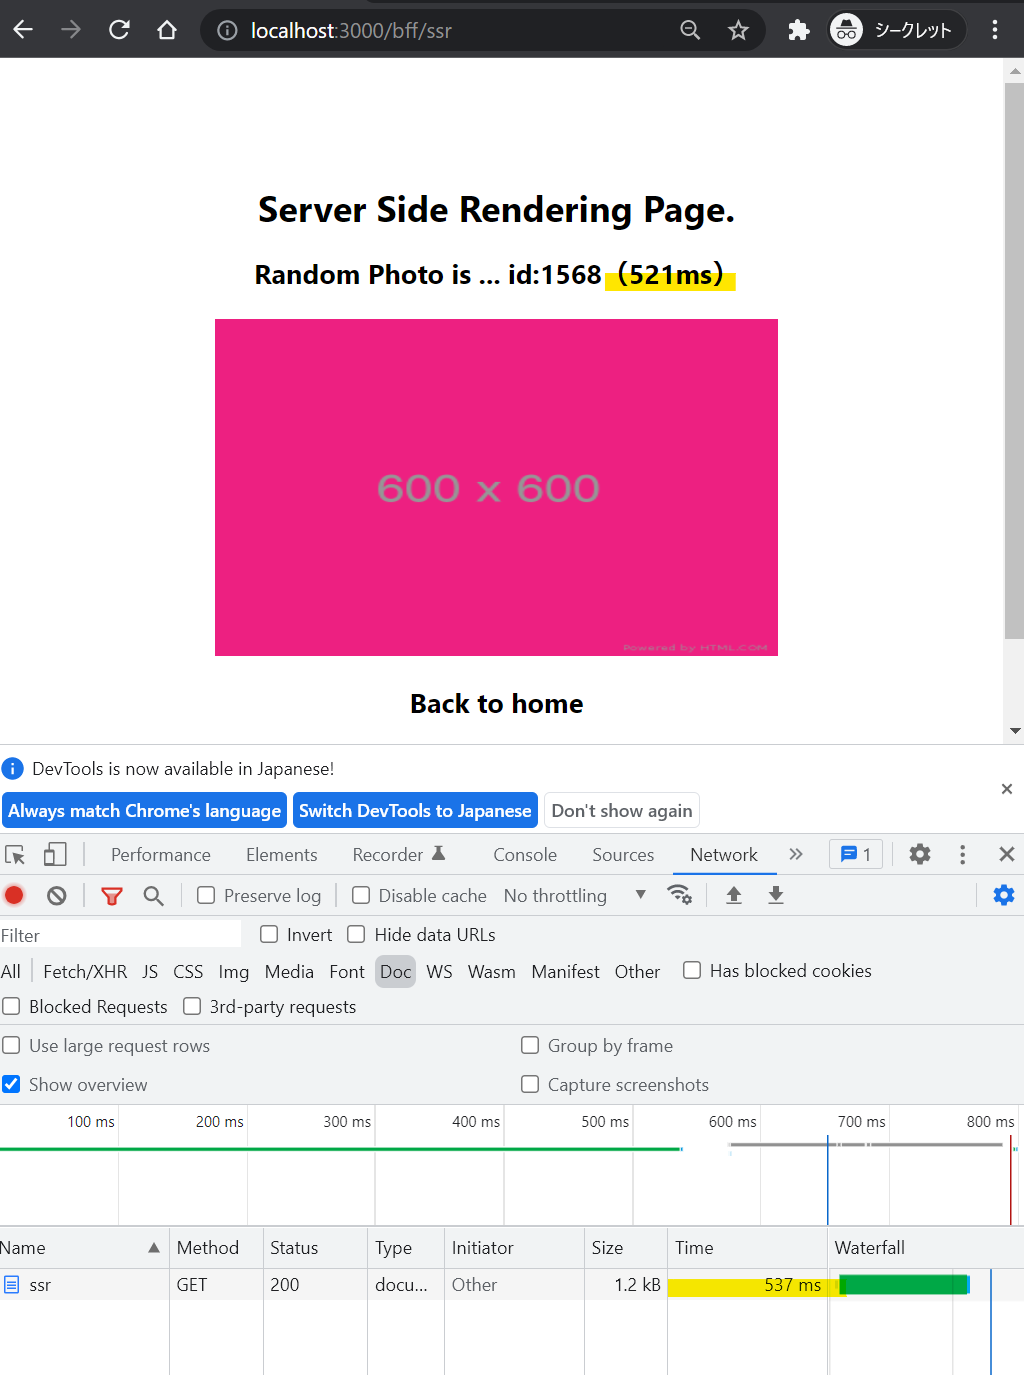 localhost:3000/bff/ssr シークレット
Server Side Rendering Page.
Random Photo is ... id:1568（521ms）
600 x 600
Powered by HTML.COM
Back to home
DevTools is now available in Japanese!
Always match Chrome's language Switch DevTools to Japanese Don't show again
Performance Elements Recorder Console Sources Network 1
Preserve log Disable cache No throttling
Filter Invert Hide data URLs
All Fetch/XHR JS CSS Img Media Font Doc WS Wasm Manifest Other Has blocked cookies
Blocked Requests 3rd-party requests
Use large request rows Group by frame
Show overview Capture screenshots
100 ms 200 ms 300 ms 400 ms 500 ms 600 ms 700 ms 800 ms
Name Method Status Type Initiator Size Time Waterfall
ssr GET 200 docu... Other 1.2 kB 537 ms